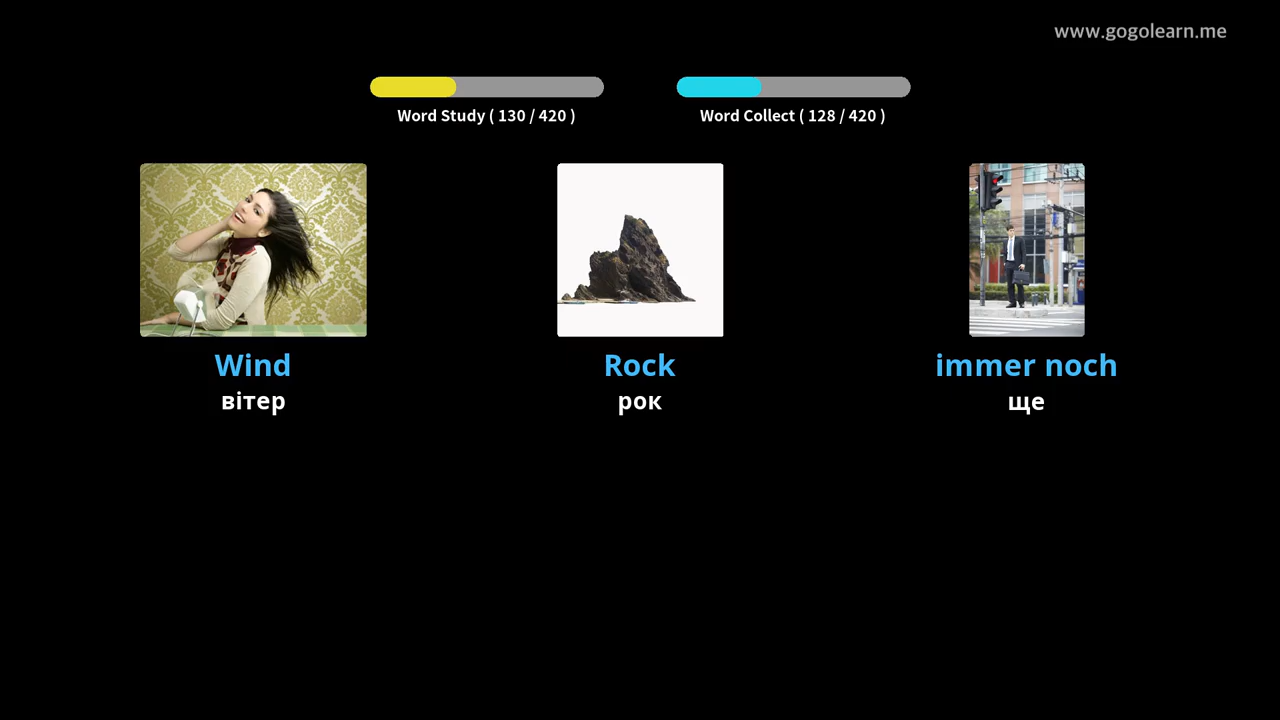 www.gogolearn.me
Word Study ( 130 / 420 )
Word Collect ( 128 / 420 )
Wind
вітер
Rock
рок
immer noch
ще